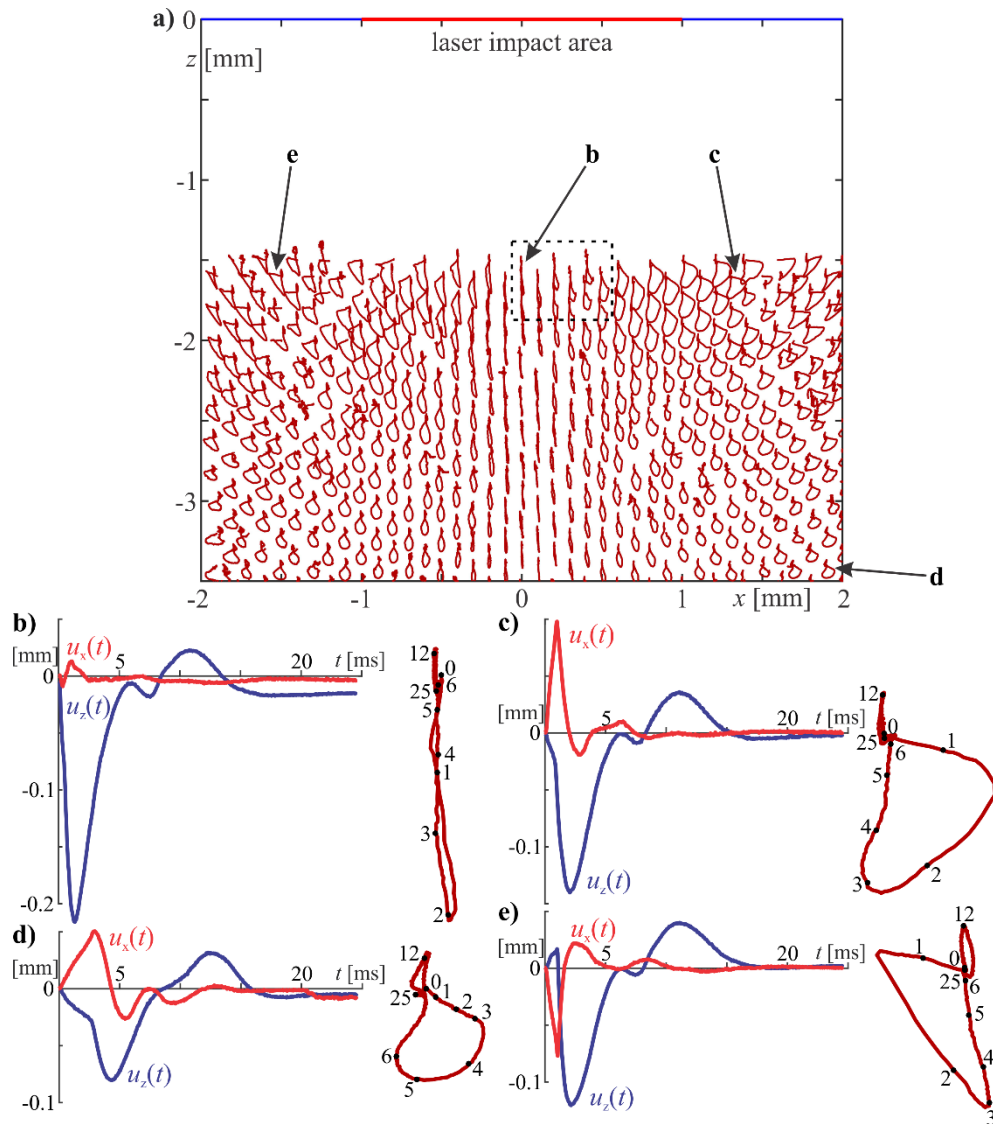 a) 0
laser impact area
z [mm]
e b c
-1
-2
-3
d
-2 -1 0 1 x [mm] 2
b)
[mm] uₓ(t) 5 20 t [ms]
0
u_z(t)
-0.1
-0.2
12 0
6
25
5
4
1
3
2
c)
uₓ(t)
[mm] 5 20 t [ms]
0
-0.1
u_z(t)
12
0
25 6 1
5
4
3 2
d)
uₓ(t)
[mm] 5 20 t [ms]
0
u_z(t)
-0.1
12
0
25 1 2 3
6 4
5
e)
uₓ(t)
[mm] 5 20 t [ms]
0
-0.1 u_z(t)
12
1 0
25 6
5
2 4
3